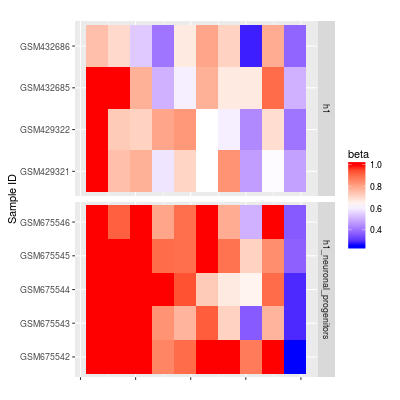 GSM432686
GSM432685
GSM429322
GSM429321
h1
GSM675546
GSM675545
GSM675544
GSM675543
GSM675542
h1_neuronal_progenitors
Sample ID
beta
1.0
0.8
0.6
0.4